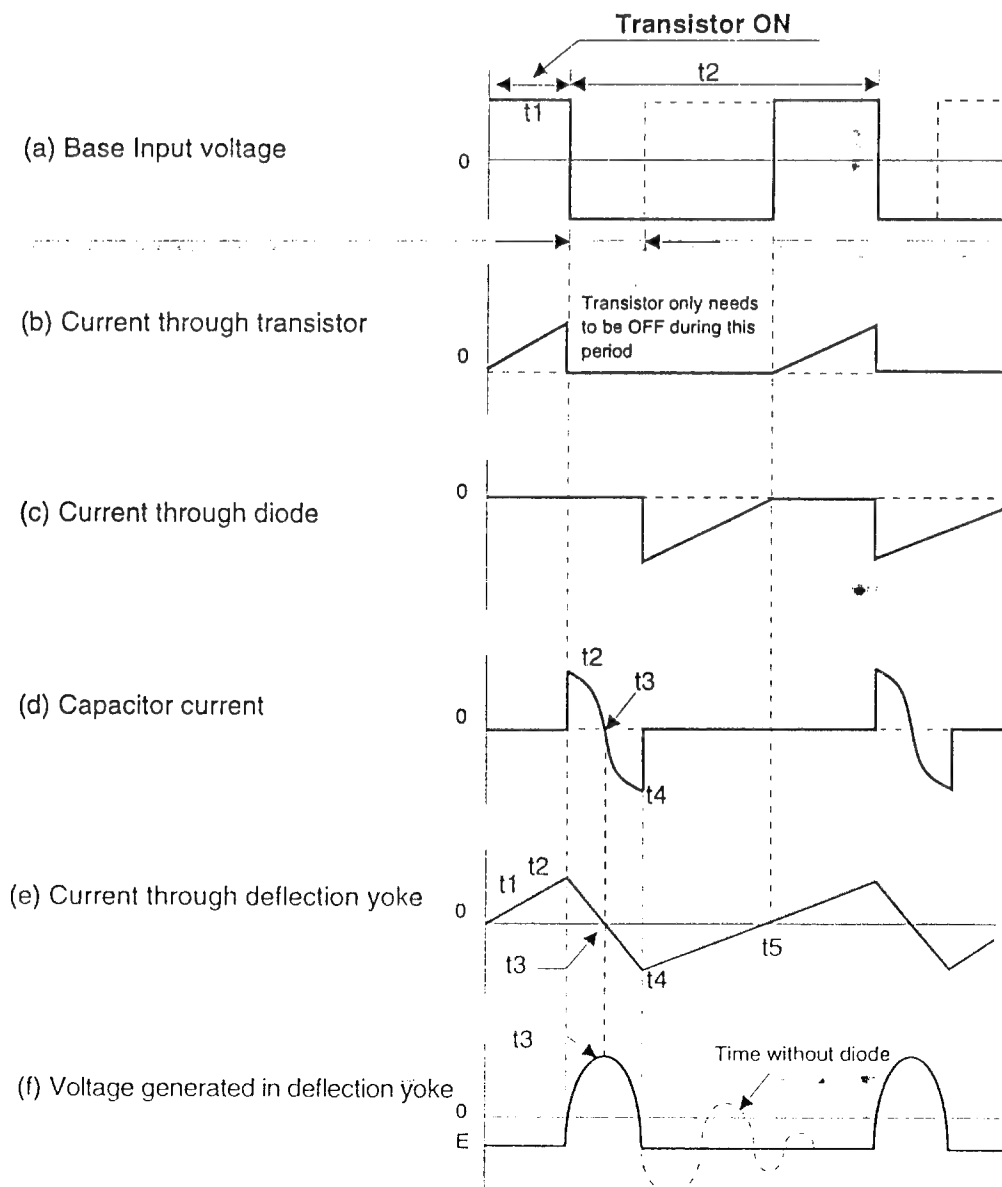 Transistor ON
t2
t1
(a) Base Input voltage
0
(b) Current through transistor
Transistor only needs
to be OFF during this
period
0
0
(c) Current through diode
t2
t3
(d) Capacitor current
0
t4
t2
t1
(e) Current through deflection yoke
0
t5
t3
t4
t3
Time without diode
(f) Voltage generated in deflection yoke
0
E